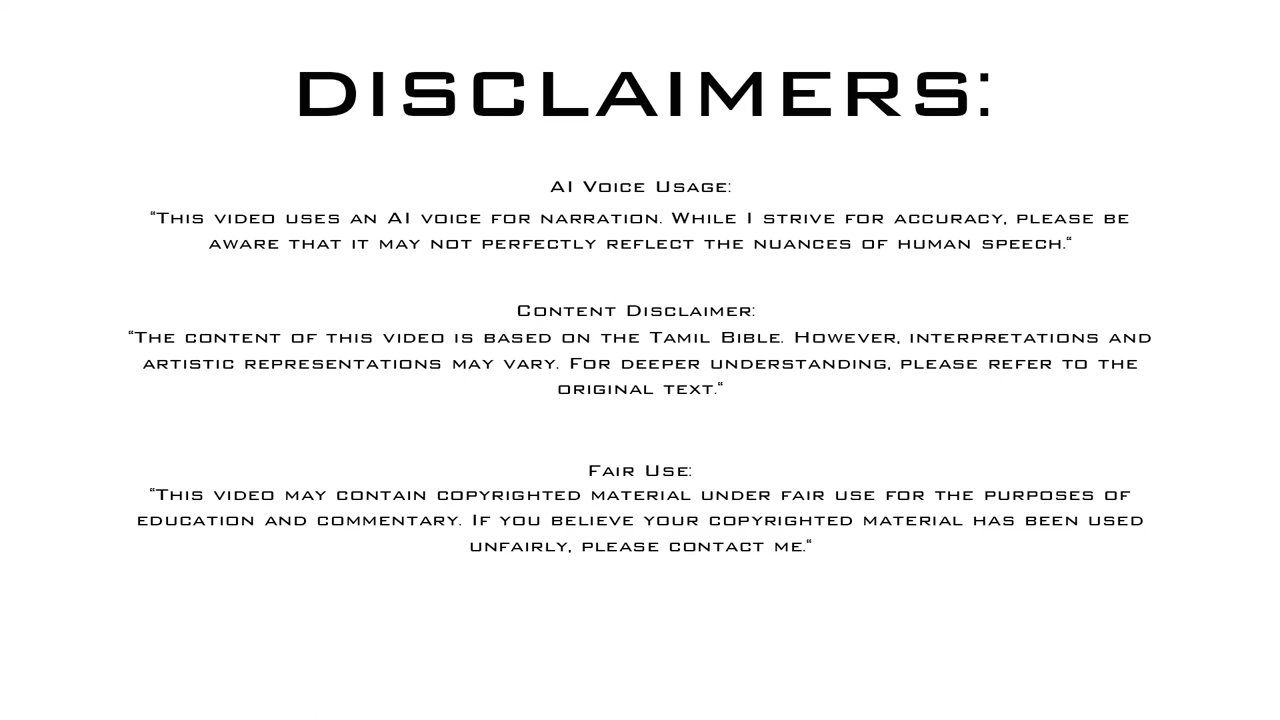 DISCLAIMERS:
AI Voice Usage:
“This video uses an AI voice for narration. While I strive for accuracy, please be
aware that it may not perfectly reflect the nuances of human speech.“
Content Disclaimer:
“The content of this video is based on the Tamil Bible. However, interpretations and
artistic representations may vary. For deeper understanding, please refer to the
original text.“
Fair Use:
“This video may contain copyrighted material under fair use for the purposes of
education and commentary. If you believe your copyrighted material has been used
unfairly, please contact me.“